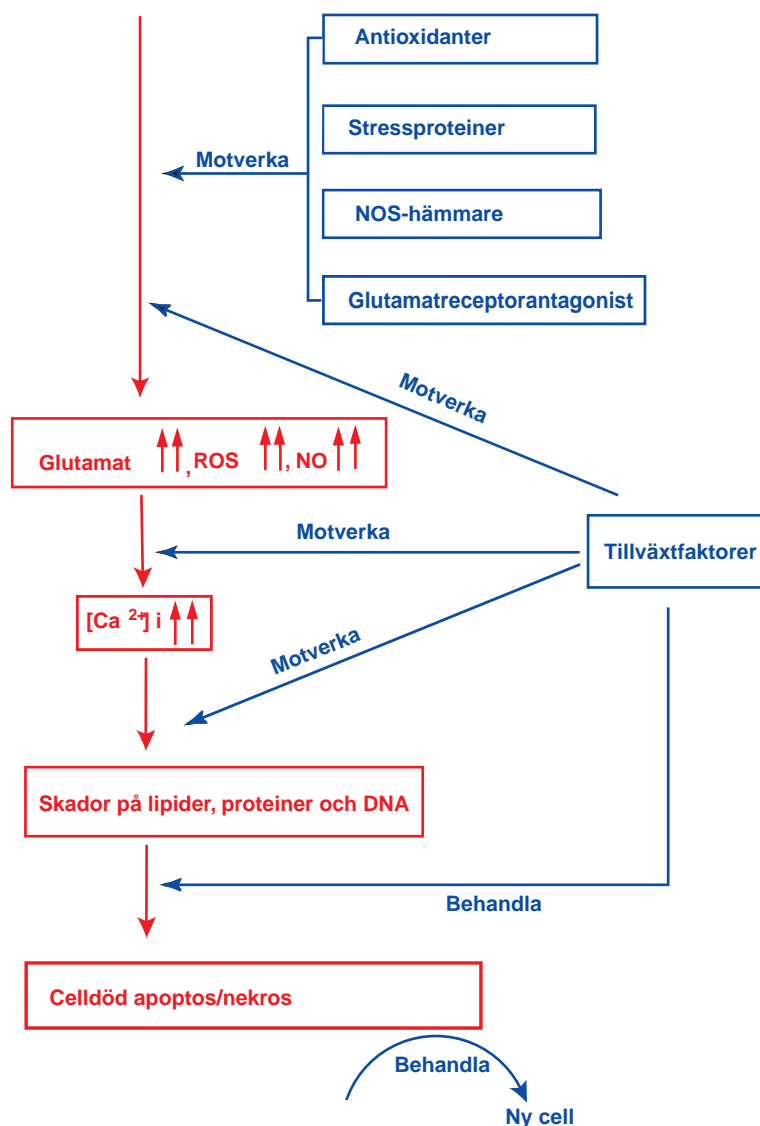 Antioxidanter
Stressproteiner
Motverka
NOS-hämmare
Glutamatreceptorantagonist
Motverka
Glutamat ↑↑, ROS ↑↑, NO ↑↑
Motverka
Tillväxtfaktorer
[Ca 2+] i ↑↑
Motverka
Skador på lipider, proteiner och DNA
Behandla
Celldöd apoptos/nekros
Behandla
Ny cell